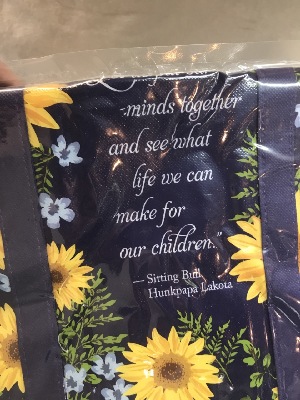 -minds together
and see what
life we can
make for
our children."
— Sitting Bull
Hunkpapa Lakota